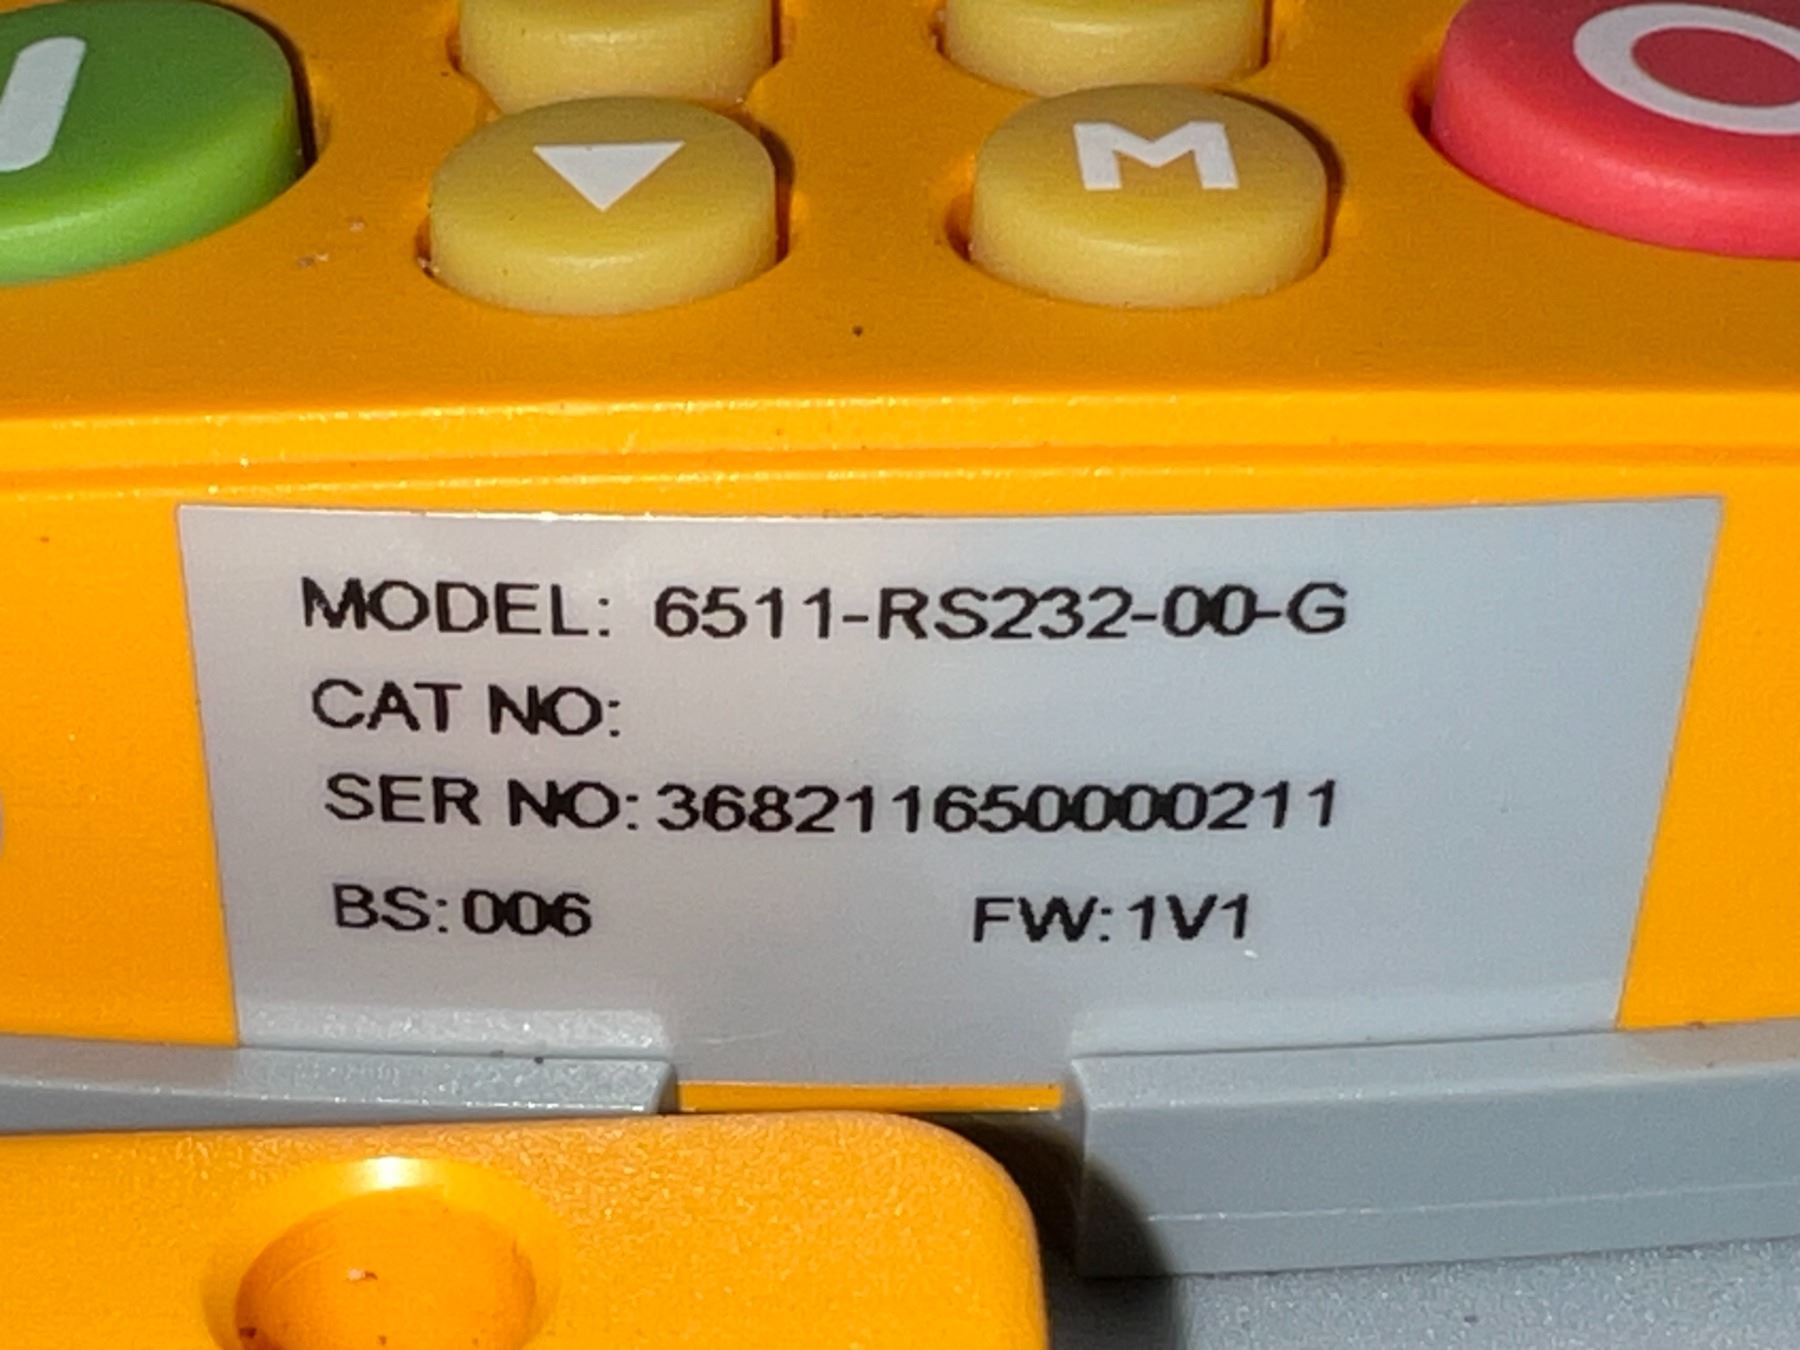 M
MODEL: 6511-RS232-00-G
CAT NO:
SER NO: 368211650000211
BS: 006 FW: 1V1